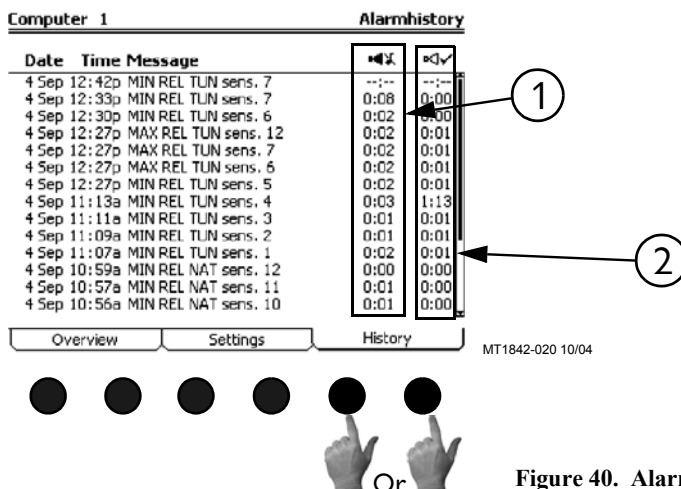 Computer 1 Alarmhistory
Date Time Message
4 Sep 12:42p MIN REL TUN sens. 7 --:-- --:--
4 Sep 12:33p MIN REL TUN sens. 7 0:08 0:00
4 Sep 12:30p MIN REL TUN sens. 6 0:02 0:00
4 Sep 12:27p MAX REL TUN sens. 12 0:02 0:01
4 Sep 12:27p MAX REL TUN sens. 7 0:02 0:01
4 Sep 12:27p MAX REL TUN sens. 6 0:02 0:01
4 Sep 12:27p MIN REL TUN sens. 5 0:02 0:01
4 Sep 11:13a MIN REL TUN sens. 4 0:03 1:13
4 Sep 11:11a MIN REL TUN sens. 3 0:01 0:01
4 Sep 11:09a MIN REL TUN sens. 2 0:01 0:01
4 Sep 11:07a MIN REL TUN sens. 1 0:02 0:01
4 Sep 10:59a MIN REL NAT sens. 12 0:00 0:00
4 Sep 10:57a MIN REL NAT sens. 11 0:01 0:00
4 Sep 10:56a MIN REL NAT sens. 10 0:01 0:00
1
2
Overview Settings History
MT1842-020 10/04
Or
Figure 40. Alarm